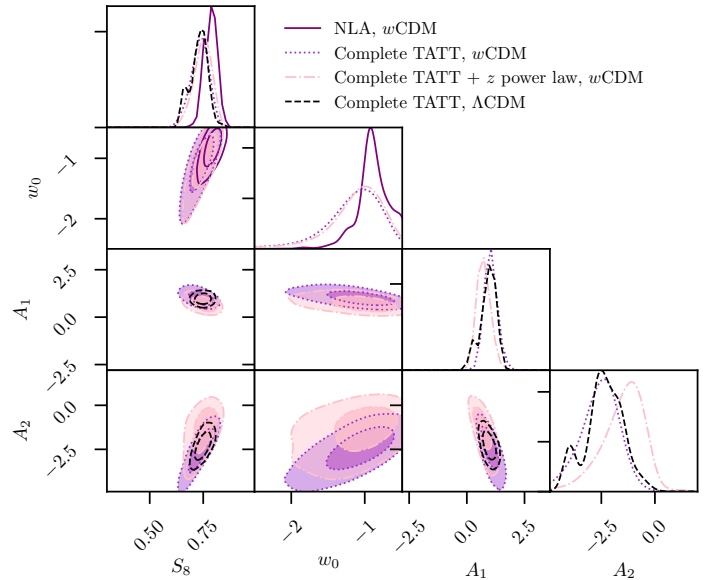 NLA, wCDM
Complete TATT, wCDM
Complete TATT + z power law, wCDM
Complete TATT, ΛCDM
w₀
−1
−2
A₁
2.5
0.0
−2.5
A₂
0.0
−2.5
0.50
0.75
−2
−1
−2.5
0.0
2.5
−2.5
0.0
S₈
w₀
A₁
A₂